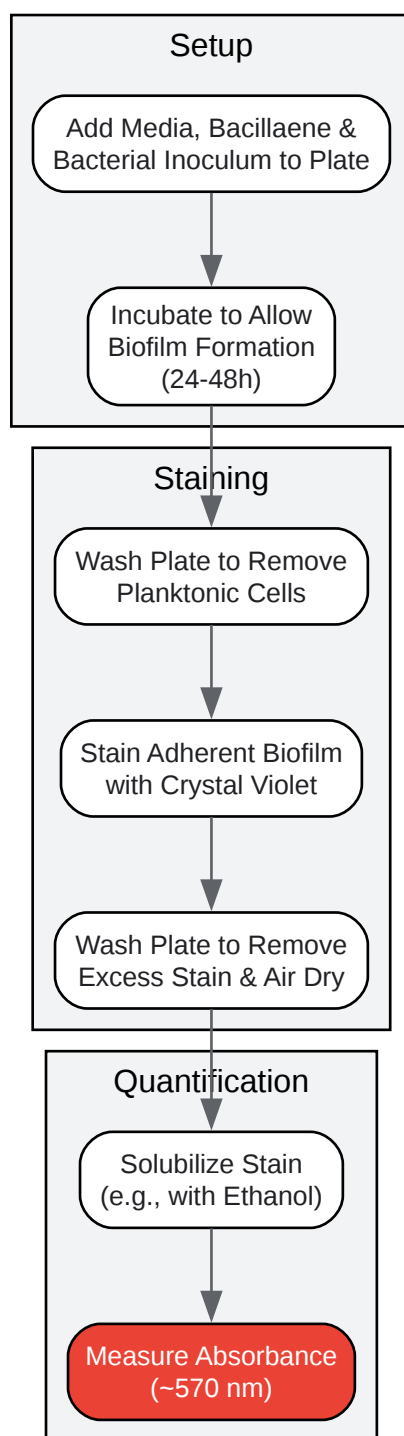 Setup
Add Media, Bacillaene &
Bacterial Inoculum to Plate
Incubate to Allow
Biofilm Formation
(24-48h)
Staining
Wash Plate to Remove
Planktonic Cells
Stain Adherent Biofilm
with Crystal Violet
Wash Plate to Remove
Excess Stain & Air Dry
Quantification
Solubilize Stain
(e.g., with Ethanol)
Measure Absorbance
(~570 nm)